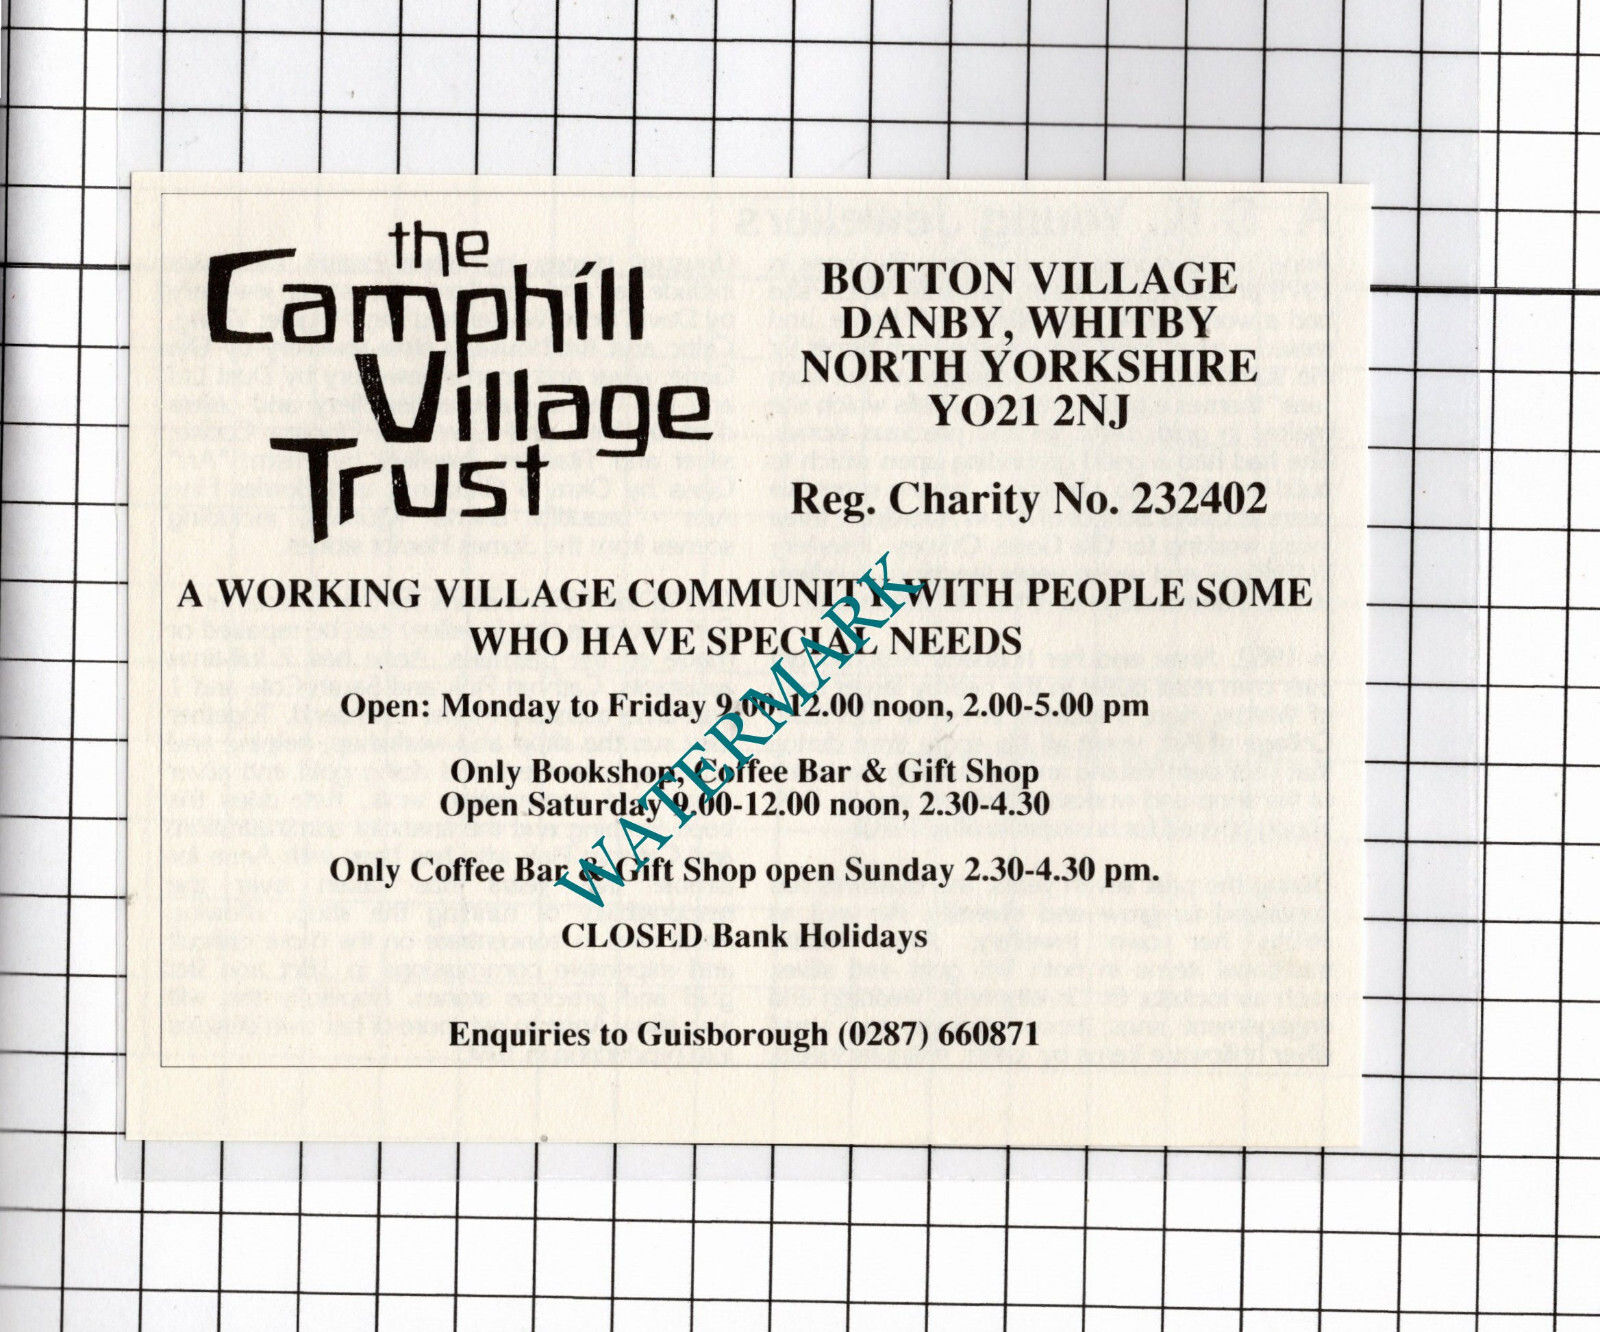 the
Camphill
Village
Trust
BOTTON VILLAGE
DANBY, WHITBY
NORTH YORKSHIRE
YO21 2NJ
Reg. Charity No. 232402
A WORKING VILLAGE COMMUNITY WITH PEOPLE SOME
WHO HAVE SPECIAL NEEDS
Open: Monday to Friday 9.00-12.00 noon, 2.00-5.00 pm
Only Bookshop, Coffee Bar & Gift Shop
Open Saturday 9.00-12.00 noon, 2.30-4.30
Only Coffee Bar & Gift Shop open Sunday 2.30-4.30 pm.
CLOSED Bank Holidays
Enquiries to Guisborough (0287) 660871
WATERMARK